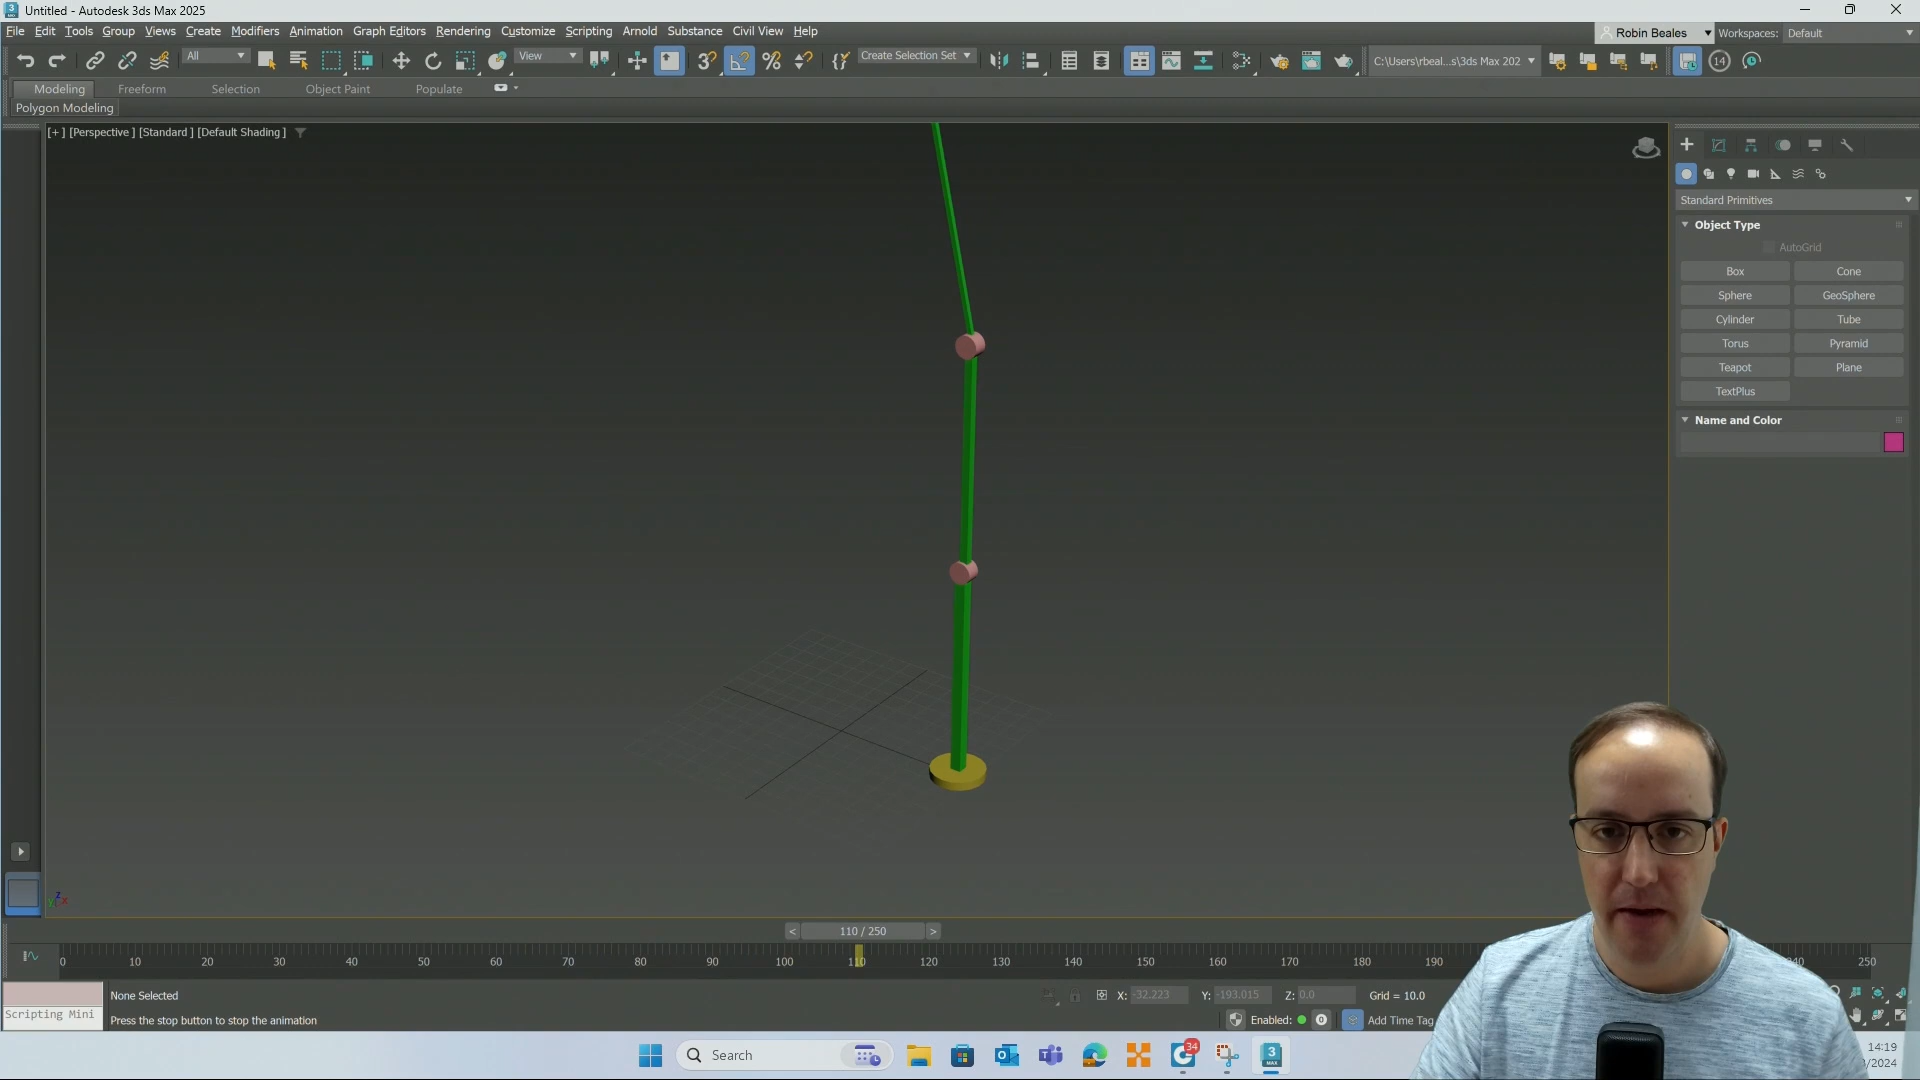 Untitled - Autodesk 3ds Max 2025
File Edit Tools Group Views Create Modifiers Animation Graph Editors Rendering Customize Scripting Arnold Substance Civil View Help
Robin Beales
Workspaces: Default
All
View
Create Selection Set
C:\Users\rbeal...s\3ds Max 202
14
Modeling Freeform Selection Object Paint Populate
Polygon Modeling
[+] [Perspective] [Standard] [Default Shading]
Standard Primitives
Object Type
AutoGrid
Box Cone
Sphere GeoSphere
Cylinder Tube
Torus Pyramid
Teapot Plane
TextPlus
Name and Color
z
y x
< 110 / 250 >
0 10 20 30 40 50 60 70 80 90 100 110 120 130 140 150 160 170 180 190 240 250
None Selected
X: -32.223 Y: -193.015 Z: 0.0 Grid = 10.0
Scripting Mini
Press the stop button to stop the animation
Enabled: Add Time Tag
Search
34
3
MAX
14:19
/2024